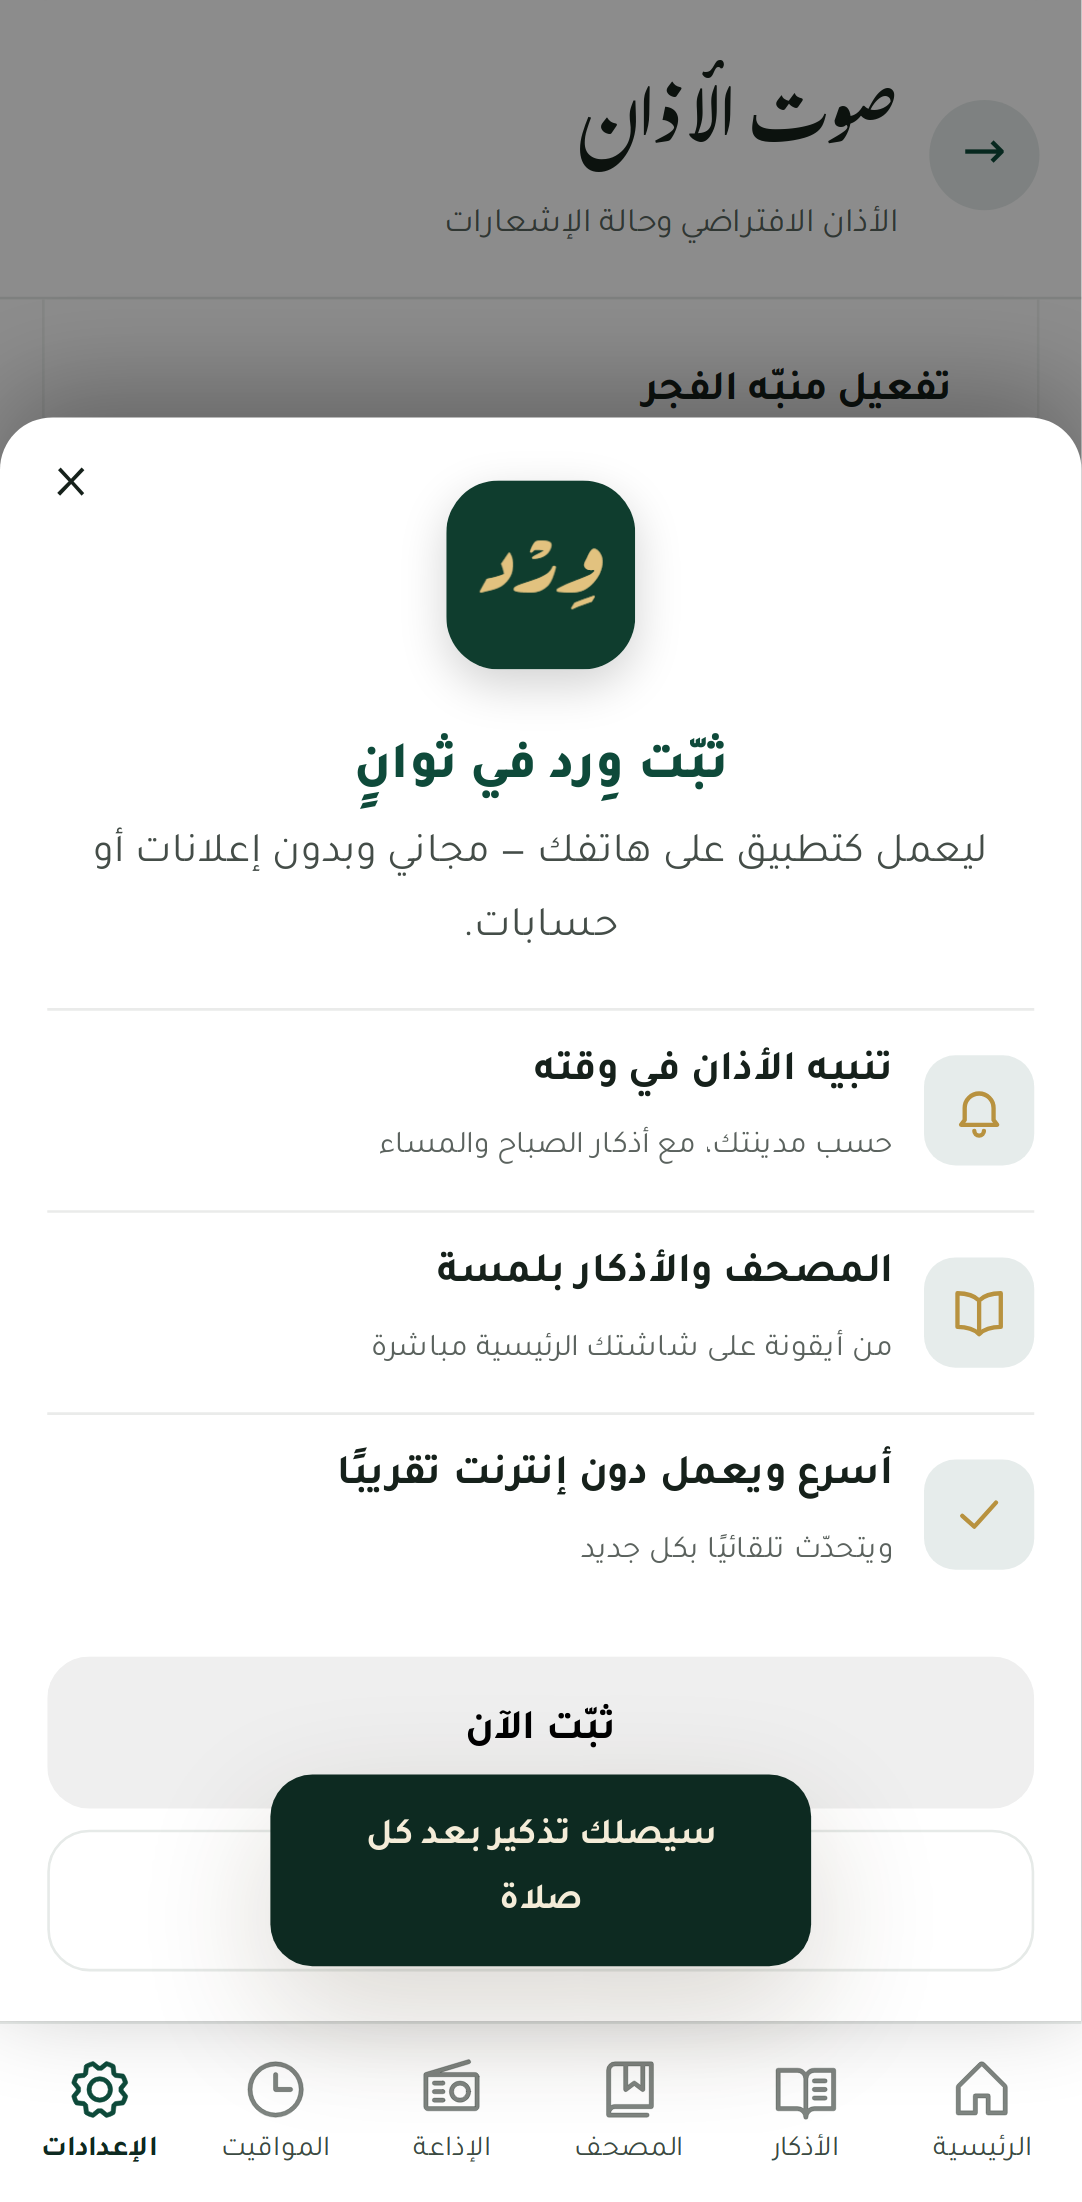 صوت الأذان
الأذان الافتراضي وحالة الإشعارات
تفعيل منبّه الفجر
وِرْد
ثبّت وِرد في ثوانٍ
ليعمل كتطبيق على هاتفك – مجاني وبدون إعلانات أو
حسابات.
تنبيه الأذان في وقته
حسب مدينتك، مع أذكار الصباح والمساء
المصحف والأذكار بلمسة
من أيقونة على شاشتك الرئيسية مباشرة
أسرع ويعمل دون إنترنت تقريبًا
ويتحدّث تلقائيًا بكل جديد
ثبّت الآن
سيصلك تذكير بعد كل
صلاة
الرئيسية
الأذكار
المصحف
الإذاعة
المواقيت
الإعدادات